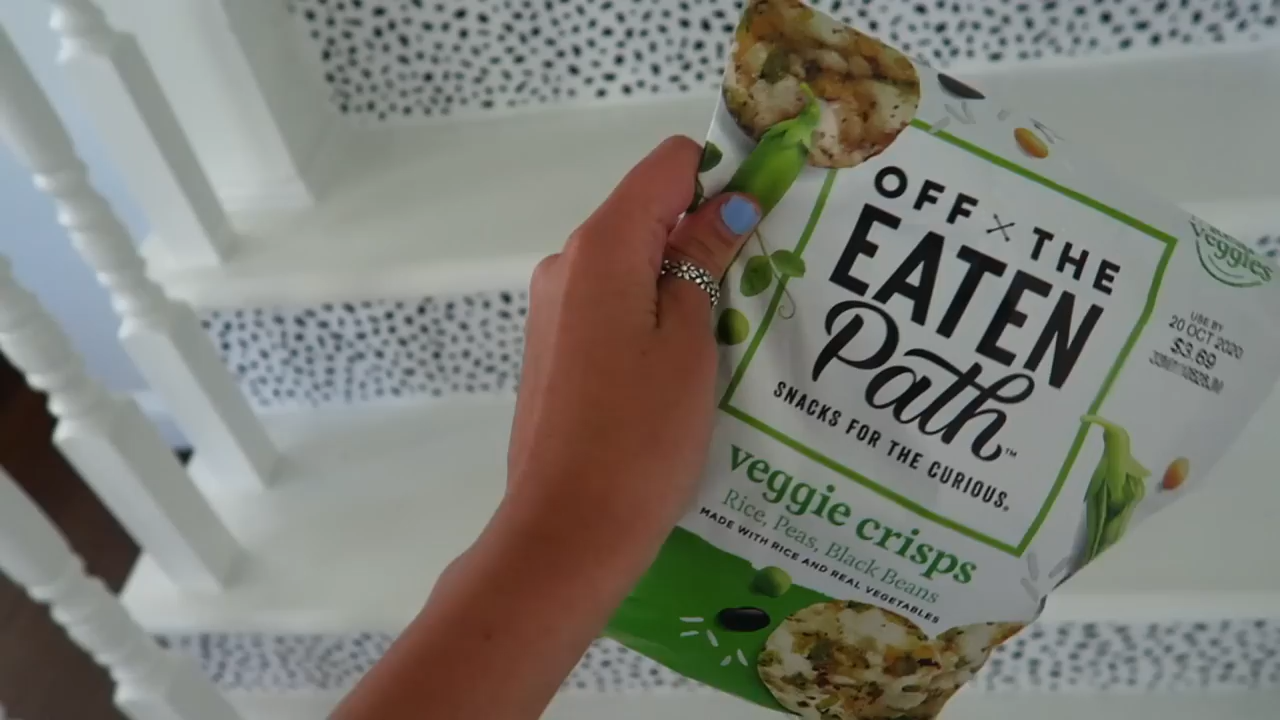 OFF THE
EATEN
Path™
SNACKS FOR THE CURIOUS®
veggie crisps
Rice, Peas, Black Beans
MADE WITH RICE AND REAL VEGETABLES
veggies
USE BY
20 OCT 2020
$3.69